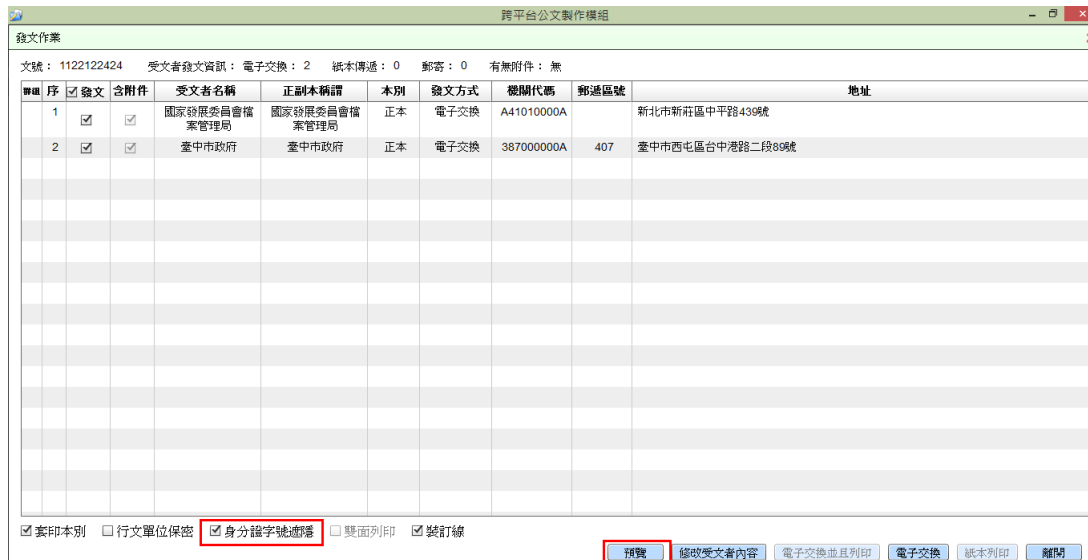 跨平台公文製作模組
發文作業
文號： 1122122424 受文者發文資訊： 電子交換： 2 紙本傳遞： 0 郵寄： 0 有無附件： 無
群組 序 發文 含附件 受文者名稱 正副本稱謂 本別 發文方式 機關代碼 郵遞區號 地址
1 國家發展委員會檔案管理局 國家發展委員會檔案管理局 正本 電子交換 A41010000A 新北市新莊區中平路439號
2 臺中市政府 臺中市政府 正本 電子交換 387000000A 407 臺中市西屯區台中港路二段89號
套印本別 行文單位保密 身分證字號遮隱 雙面列印 裝訂線
預覽 修改受文者內容 電子交換並且列印 電子交換 紙本列印 離開